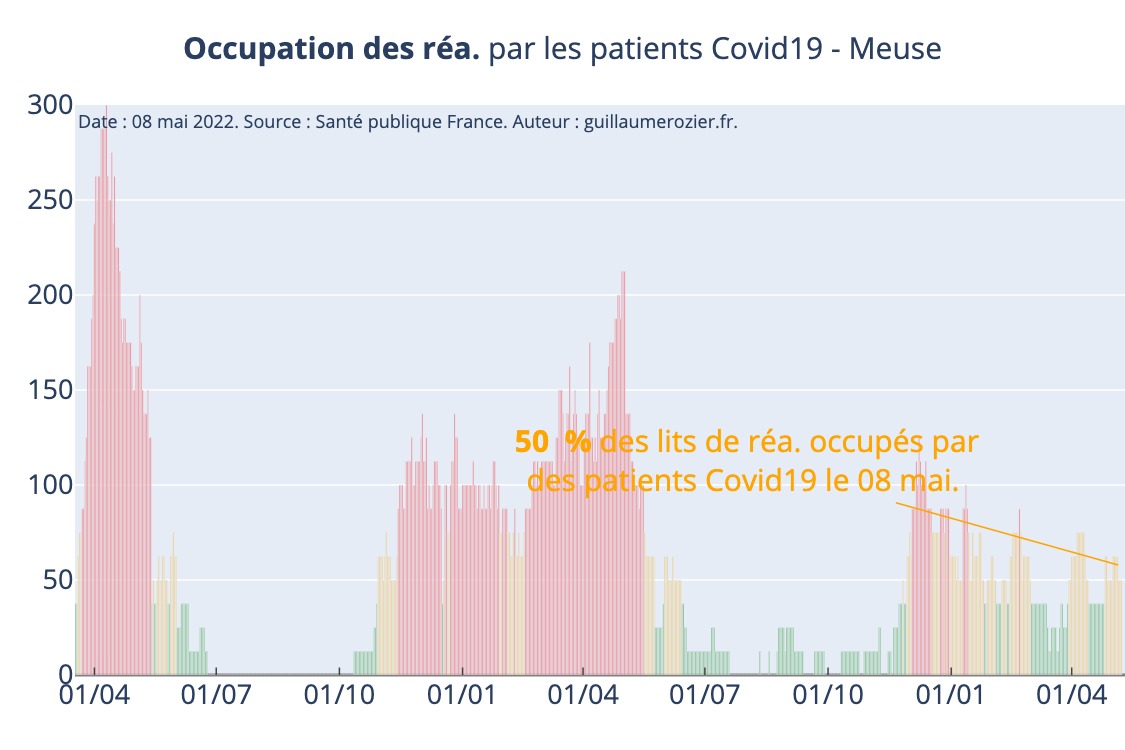 Occupation des réa. par les patients Covid19 - Meuse
300
Date : 08 mai 2022. Source : Santé publique France. Auteur : guillaumerozier.fr.
250
200
150
50 % des lits de réa. occupés par
des patients Covid19 le 08 mai.
100
50
0
01/04 01/07 01/10 01/01 01/04 01/07 01/10 01/01 01/04